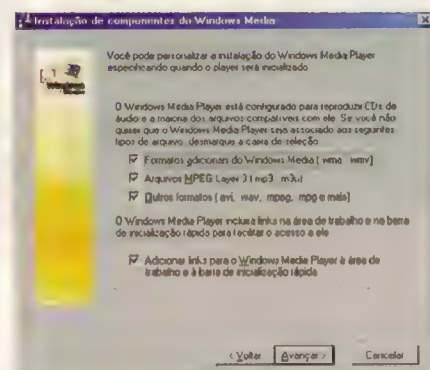 Instalação de componentes do Windows Media
Você pode personalizar a instalação do Windows Media Player
especificando quando o player será inicializado
O Windows Media Player está configurado para reproduzir CDs de
áudio e a maioria dos arquivos compatíveis com ele. Se você não
quiser que o Windows Media Player seja associado aos seguintes
tipos de arquivo, desmarque a caixa de seleção
Formatos adicionais do Windows Media (wma wmv)
Arquivos MPEG Layer 3 (mp3 m3u)
Outros formatos (avi, wav, mpeg, mpg e mais)
O Windows Media Player incluirá links na área de trabalho e na barra
de inicialização rápida para facilitar o acesso a ele
Adicionar links para o Windows Media Player à área de
trabalho e à barra de inicialização rápida
< Voltar Avançar > Cancelar